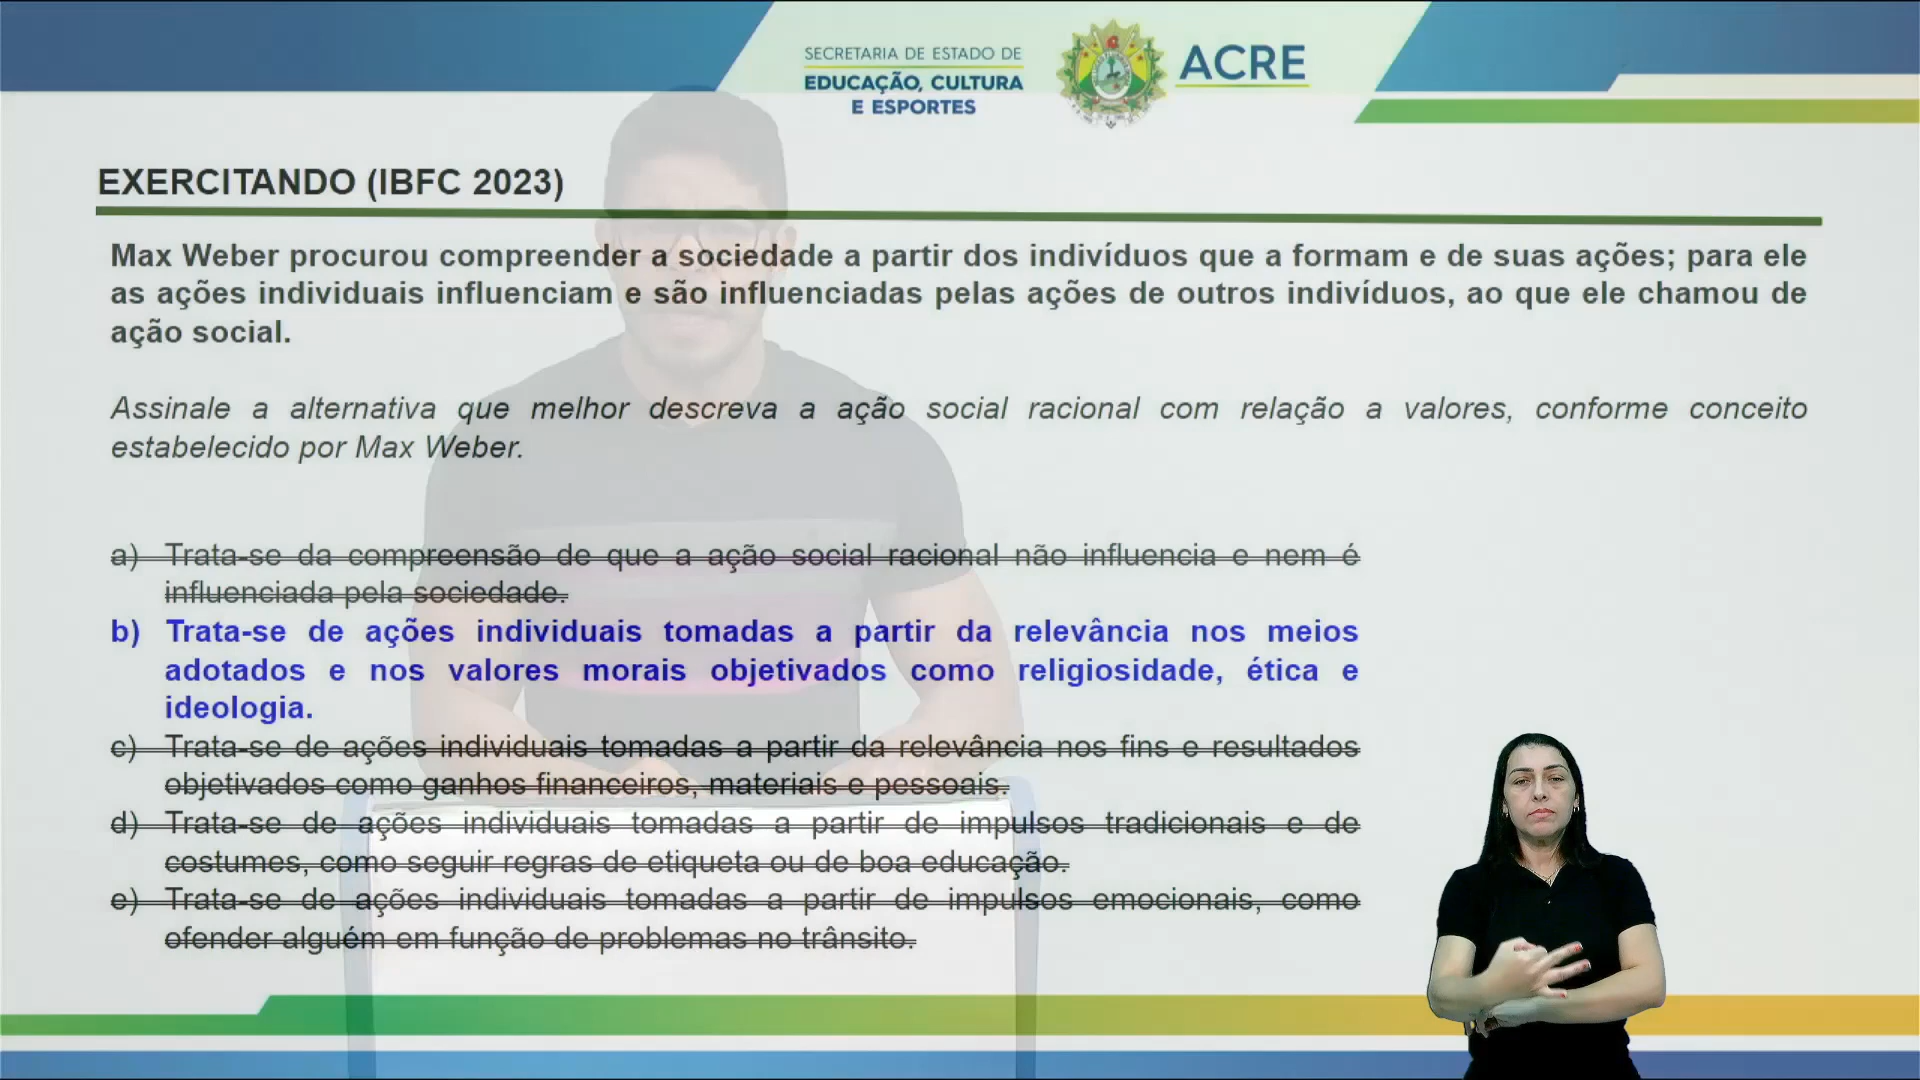 SECRETARIA DE ESTADO DE
EDUCAÇÃO, CULTURA
E ESPORTES
ACRE
EXERCITANDO (IBFC 2023)
Max Weber procurou compreender a sociedade a partir dos indivíduos que a formam e de suas ações; para ele
as ações individuais influenciam e são influenciadas pelas ações de outros indivíduos, ao que ele chamou de
ação social.
Assinale a alternativa que melhor descreva a ação social racional com relação a valores, conforme conceito
estabelecido por Max Weber.
a) Trata-se da compreensão de que a ação social racional não influencia e nem é
influenciada pela sociedade.
b) Trata-se de ações individuais tomadas a partir da relevância nos meios
adotados e nos valores morais objetivados como religiosidade, ética e
ideologia.
c) Trata-se de ações individuais tomadas a partir da relevância nos fins e resultados
objetivados como ganhos financeiros, materiais e pessoais.
d) Trata-se de ações individuais tomadas a partir de impulsos tradicionais e de
costumes, como seguir regras de etiqueta ou de boa educação.
e) Trata-se de ações individuais tomadas a partir de impulsos emocionais, como
ofender alguém em função de problemas no trânsito.